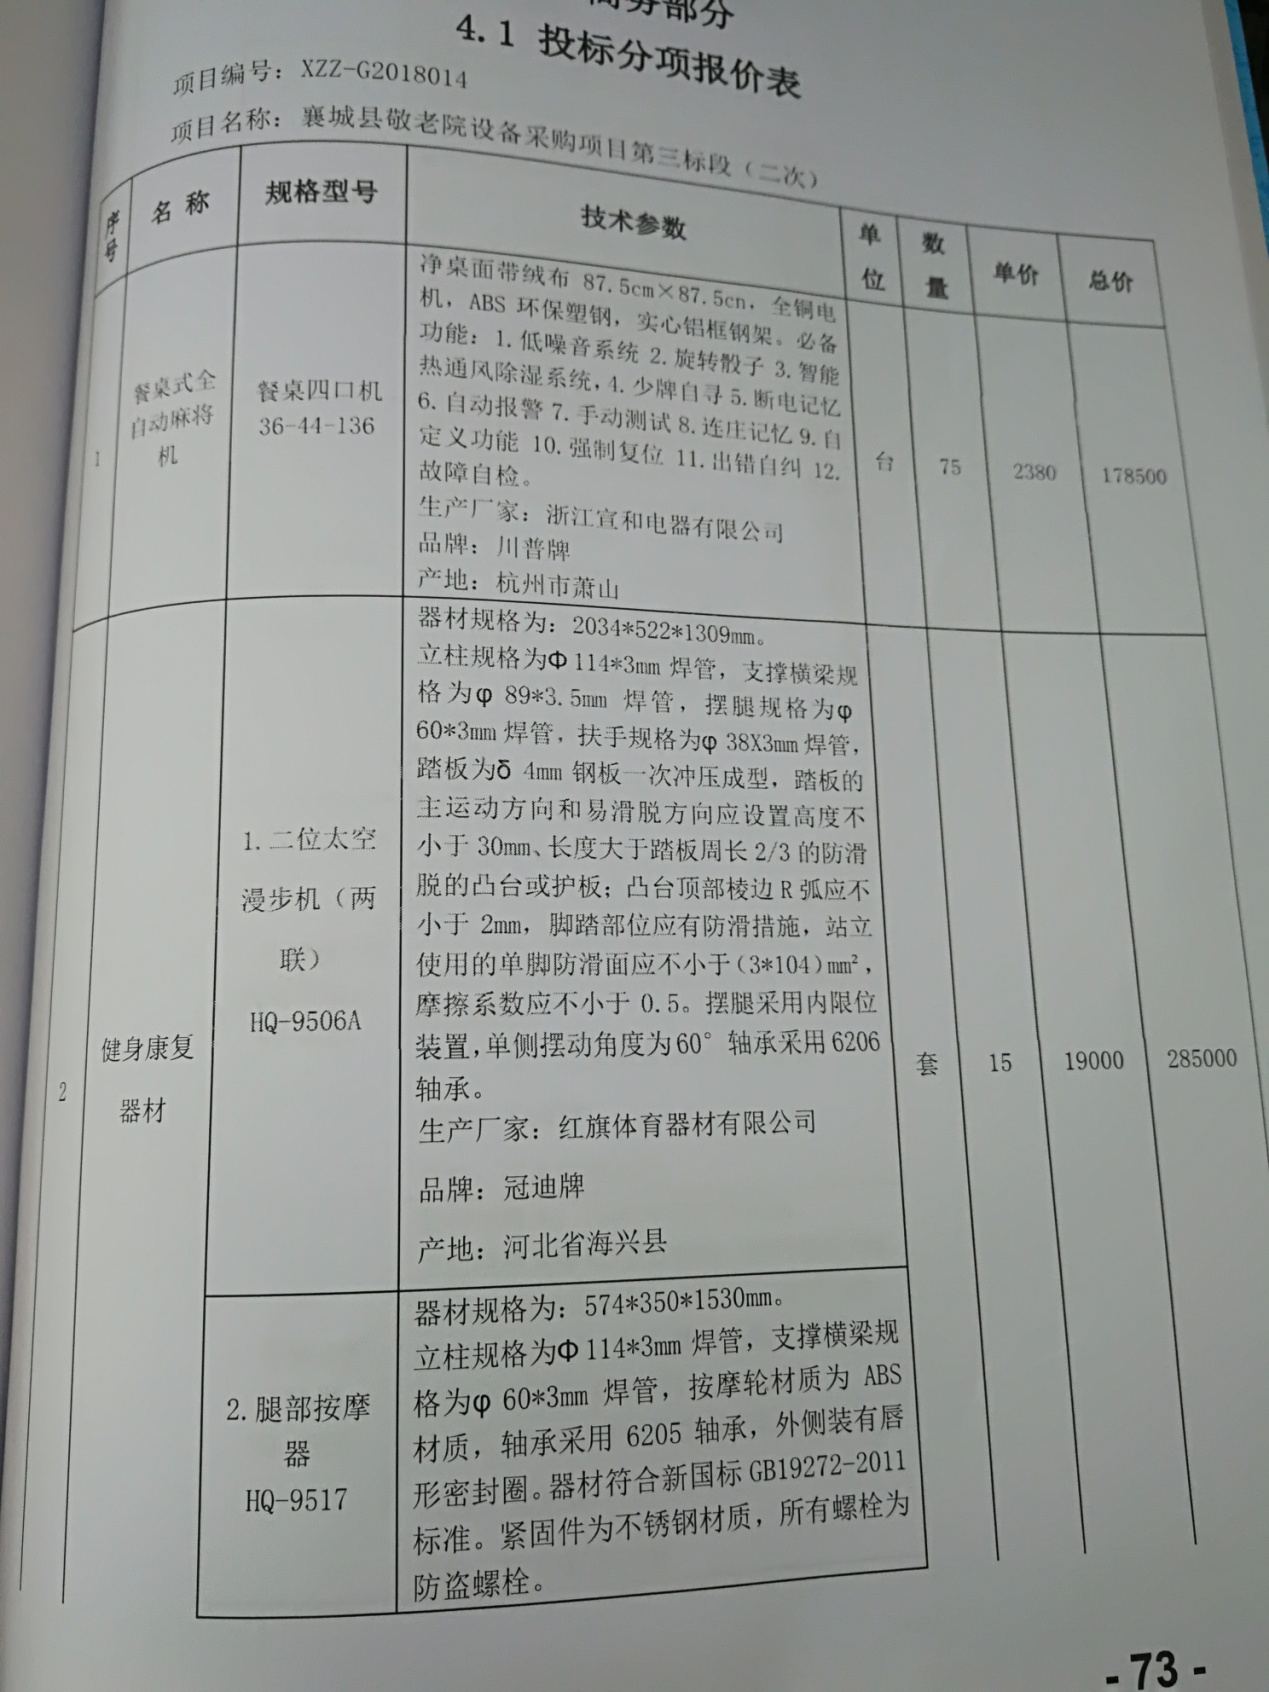 商务部分
4.1 投标分项报价表
项目编号：XZZ-G2018014
项目名称：襄城县敬老院设备采购项目第三标段（二次）
序号 名 称 规格型号 技术参数 单位 数量 单价 总价
1
餐桌式全
自动麻将
机
餐桌四口机
36-44-136
净桌面带绒布 87.5cm×87.5cn，全铜电
机，ABS 环保塑钢，实心铝框钢架。必备
功能：1.低噪音系统 2.旋转骰子 3.智能
热通风除湿系统，4.少牌自寻 5.断电记忆
6.自动报警 7.手动测试 8.连庄记忆 9.自
定义功能 10.强制复位 11.出错自纠 12.
故障自检。
生产厂家：浙江宣和电器有限公司
品牌：川普牌
产地：杭州市萧山
台 75 2380 178500
2
健身康复
器材
1.二位太空
漫步机（两
联）
HQ-9506A
器材规格为：2034*522*1309mm。
立柱规格为Φ114*3mm 焊管，支撑横梁规
格为φ 89*3.5mm 焊管，摆腿规格为φ
60*3mm 焊管，扶手规格为φ 38X3mm 焊管，
踏板为δ 4mm 钢板一次冲压成型，踏板的
主运动方向和易滑脱方向应设置高度不
小于 30mm、长度大于踏板周长 2/3 的防滑
脱的凸台或护板；凸台顶部棱边 R 弧应不
小于 2mm，脚踏部位应有防滑措施，站立
使用的单脚防滑面应不小于(3*104)mm²，
摩擦系数应不小于 0.5。摆腿采用内限位
装置，单侧摆动角度为60° 轴承采用 6206
轴承。
生产厂家：红旗体育器材有限公司
品牌：冠迪牌
产地：河北省海兴县
套 15 19000 285000
2.腿部按摩
器
HQ-9517
器材规格为：574*350*1530mm。
立柱规格为Φ114*3mm 焊管，支撑横梁规
格为φ 60*3mm 焊管，按摩轮材质为 ABS
材质，轴承采用 6205 轴承，外侧装有唇
形密封圈。器材符合新国标 GB19272-2011
标准。紧固件为不锈钢材质，所有螺栓为
防盗螺栓。
- 73 -